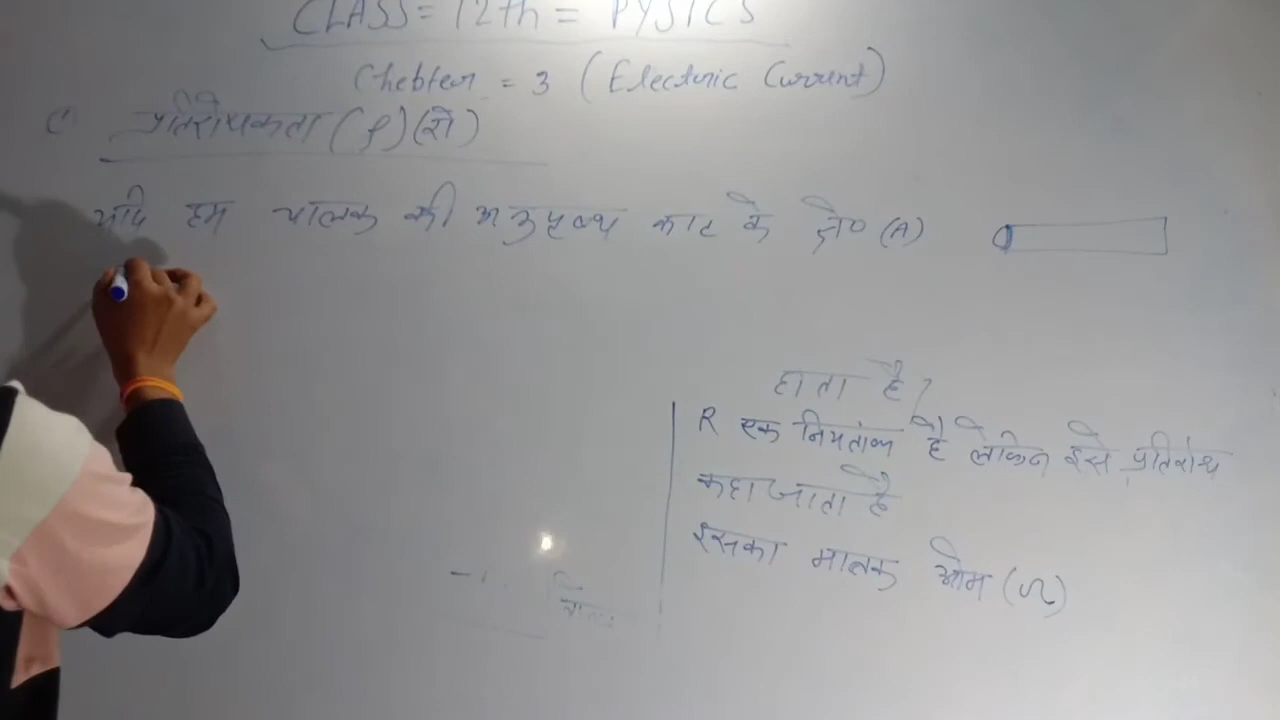 CLASS = 12th = PYSICS
Chebter = 3 (Electric Current)
प्रतिरोधकता (ρ) (रो)
यदि हम चालक की अनुप्रस्थ काट के क्षे० (A)
होता है,
R एक नियतांक है लेकिन इसे प्रतिरोध
कहा जाता है
इसका मात्रक ओम (Ω)